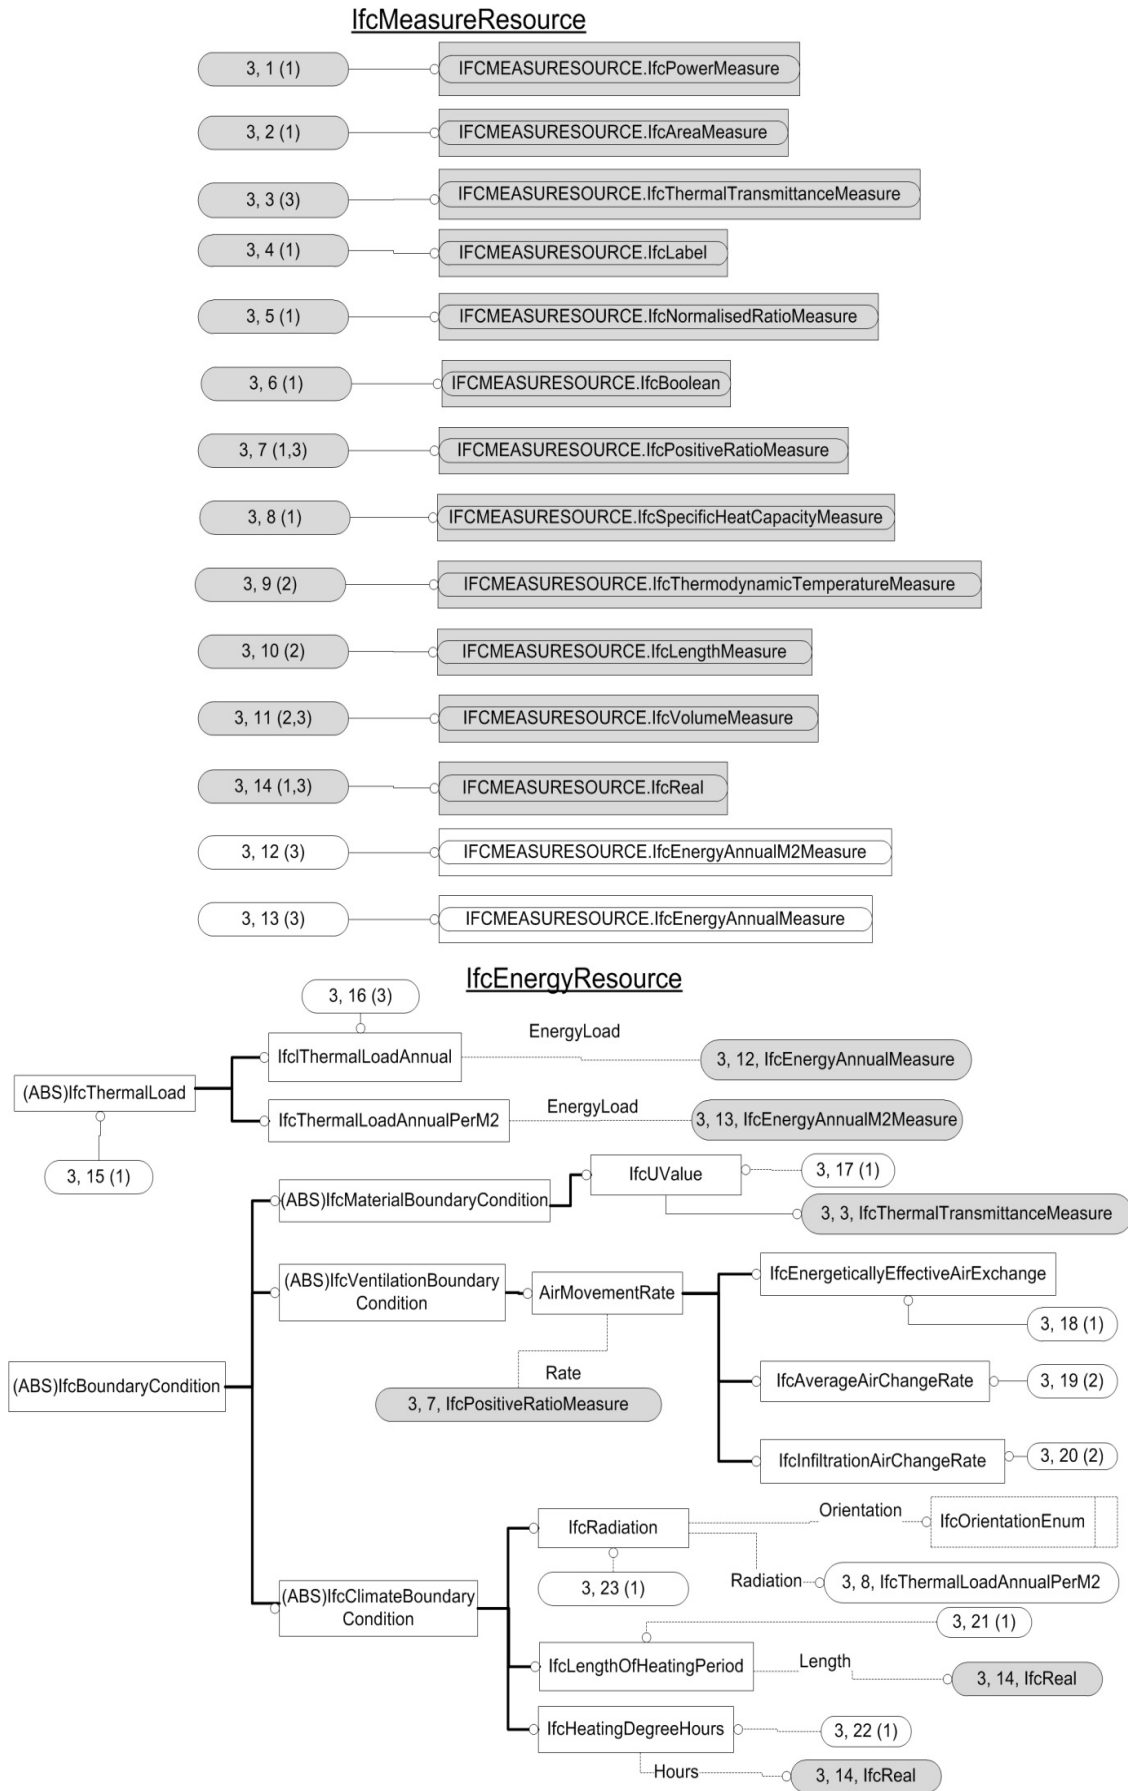 IfcMeasureResource
3, 1 (1)
IFCMEASURESOURCE.IfcPowerMeasure
3, 2 (1)
IFCMEASURESOURCE.IfcAreaMeasure
3, 3 (3)
IFCMEASURESOURCE.IfcThermalTransmittanceMeasure
3, 4 (1)
IFCMEASURESOURCE.IfcLabel
3, 5 (1)
IFCMEASURESOURCE.IfcNormalisedRatioMeasure
3, 6 (1)
IFCMEASURESOURCE.IfcBoolean
3, 7 (1,3)
IFCMEASURESOURCE.IfcPositiveRatioMeasure
3, 8 (1)
IFCMEASURESOURCE.IfcSpecificHeatCapacityMeasure
3, 9 (2)
IFCMEASURESOURCE.IfcThermodynamicTemperatureMeasure
3, 10 (2)
IFCMEASURESOURCE.IfcLengthMeasure
3, 11 (2,3)
IFCMEASURESOURCE.IfcVolumeMeasure
3, 14 (1,3)
IFCMEASURESOURCE.IfcReal
3, 12 (3)
IFCMEASURESOURCE.IfcEnergyAnnualM2Measure
3, 13 (3)
IFCMEASURESOURCE.IfcEnergyAnnualMeasure
IfcEnergyResource
3, 16 (3)
IfclThermalLoadAnnual
EnergyLoad
3, 12, IfcEnergyAnnualMeasure
(ABS)IfcThermalLoad
IfcThermalLoadAnnualPerM2
EnergyLoad
3, 13, IfcEnergyAnnualM2Measure
3, 15 (1)
(ABS)IfcMaterialBoundaryCondition
IfcUValue
3, 17 (1)
3, 3, IfcThermalTransmittanceMeasure
(ABS)IfcVentilationBoundary
Condition
AirMovementRate
IfcEnergeticallyEffectiveAirExchange
3, 18 (1)
Rate
3, 7, IfcPositiveRatioMeasure
(ABS)IfcBoundaryCondition
IfcAverageAirChangeRate
3, 19 (2)
IfcInfiltrationAirChangeRate
3, 20 (2)
IfcRadiation
Orientation
IfcOrientationEnum
3, 23 (1)
Radiation
3, 8, IfcThermalLoadAnnualPerM2
(ABS)IfcClimateBoundary
Condition
3, 21 (1)
IfcLengthOfHeatingPeriod
Length
3, 14, IfcReal
IfcHeatingDegreeHours
3, 22 (1)
Hours
3, 14, IfcReal